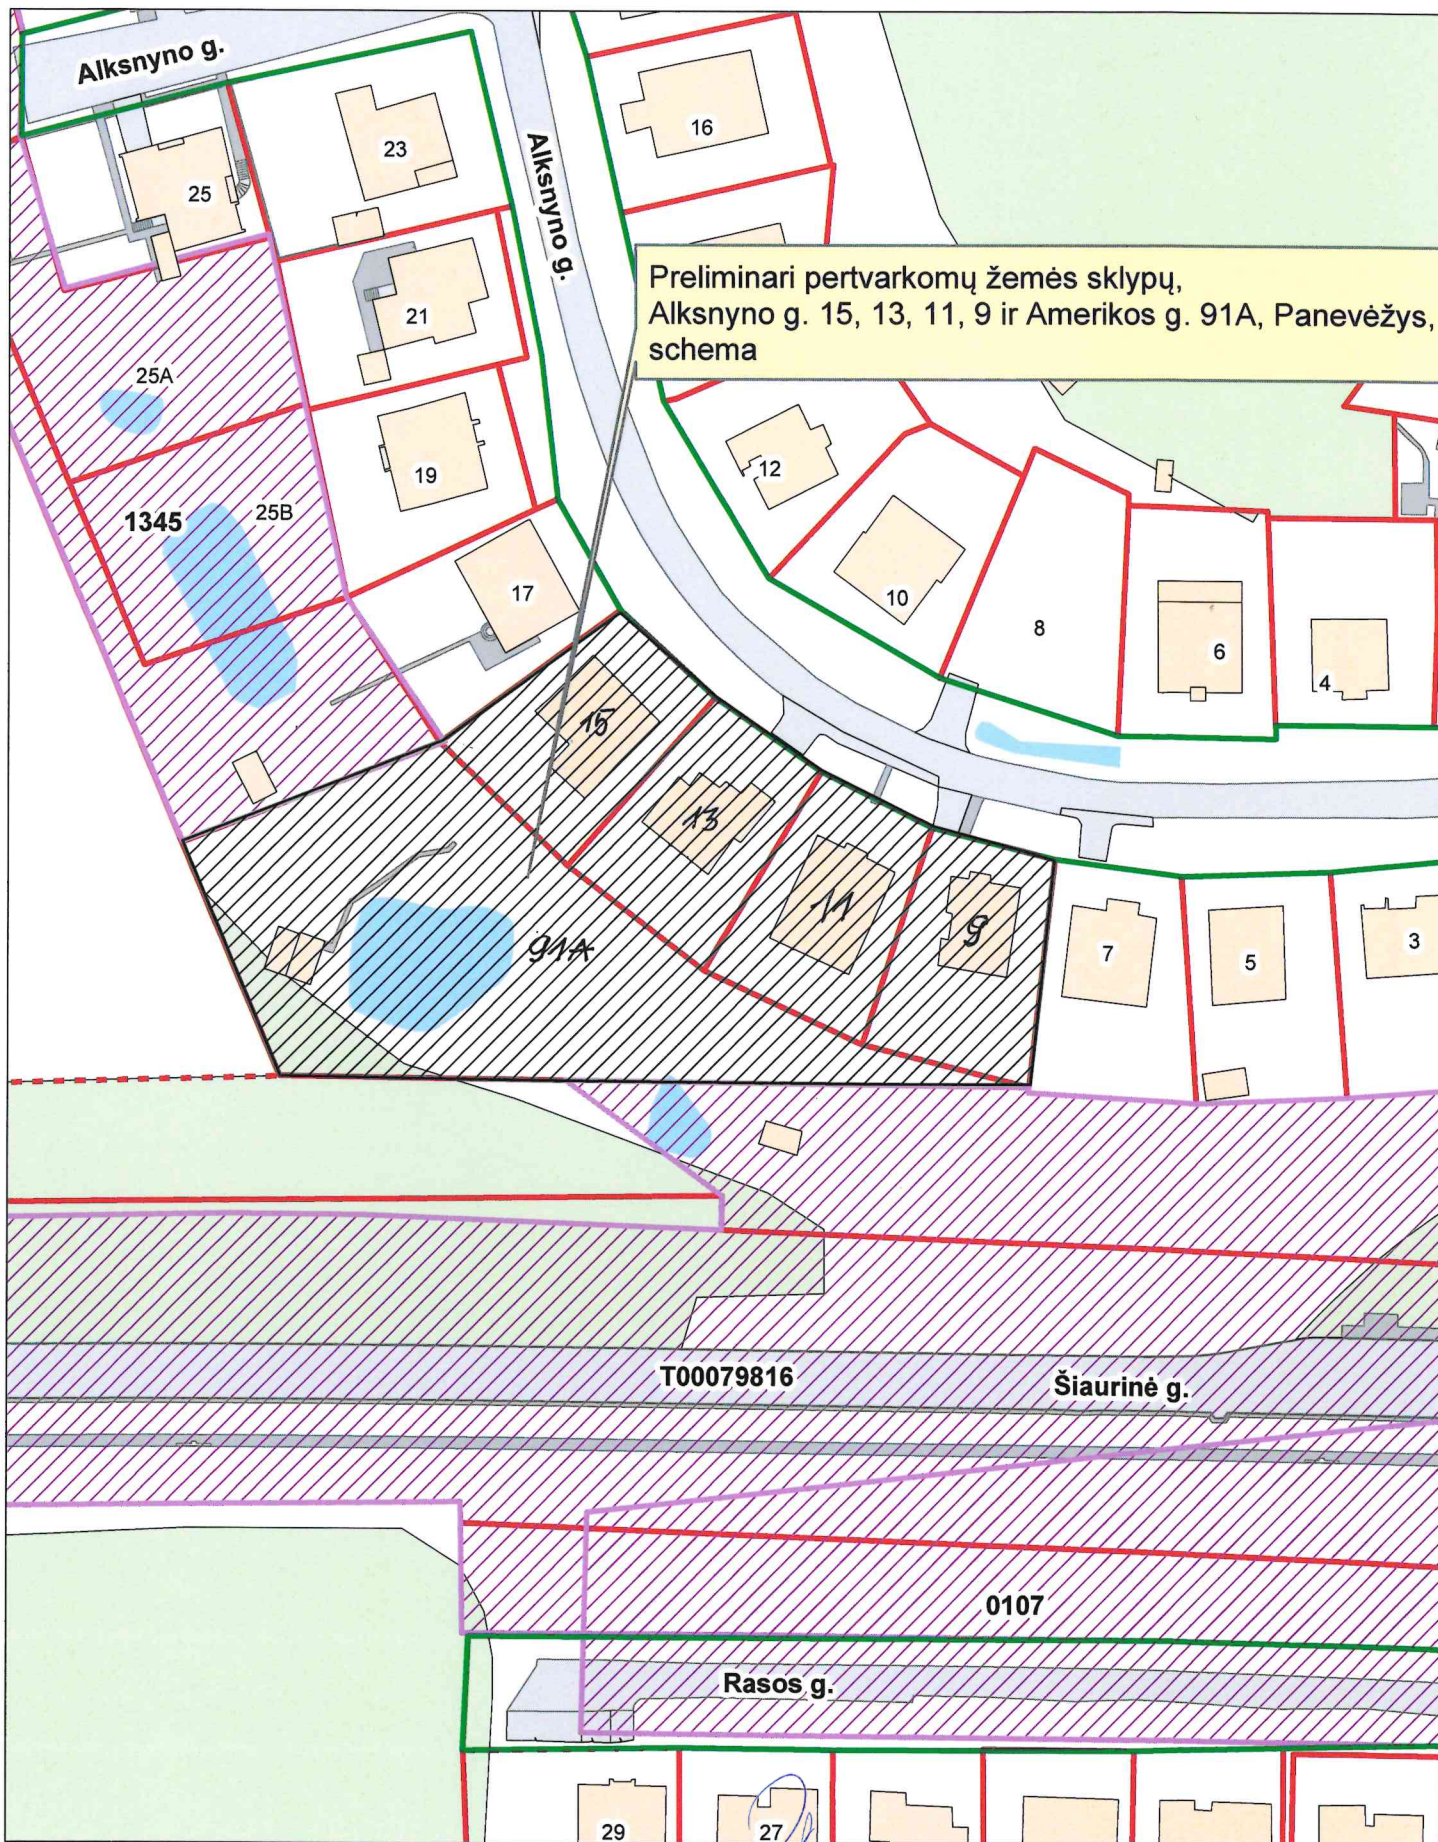 Alksnyno g.
Alksnyno g.
16
23
25
Preliminari pertvarkomų žemės sklypų,
Alksnyno g. 15, 13, 11, 9 ir Amerikos g. 91A, Panevėžys,
schema
21
25A
12
19
1345
25B
17
10
8
6
4
15
13
11
9
91A
7
5
3
T00079816
Šiaurinė g.
0107
Rasos g.
29
27